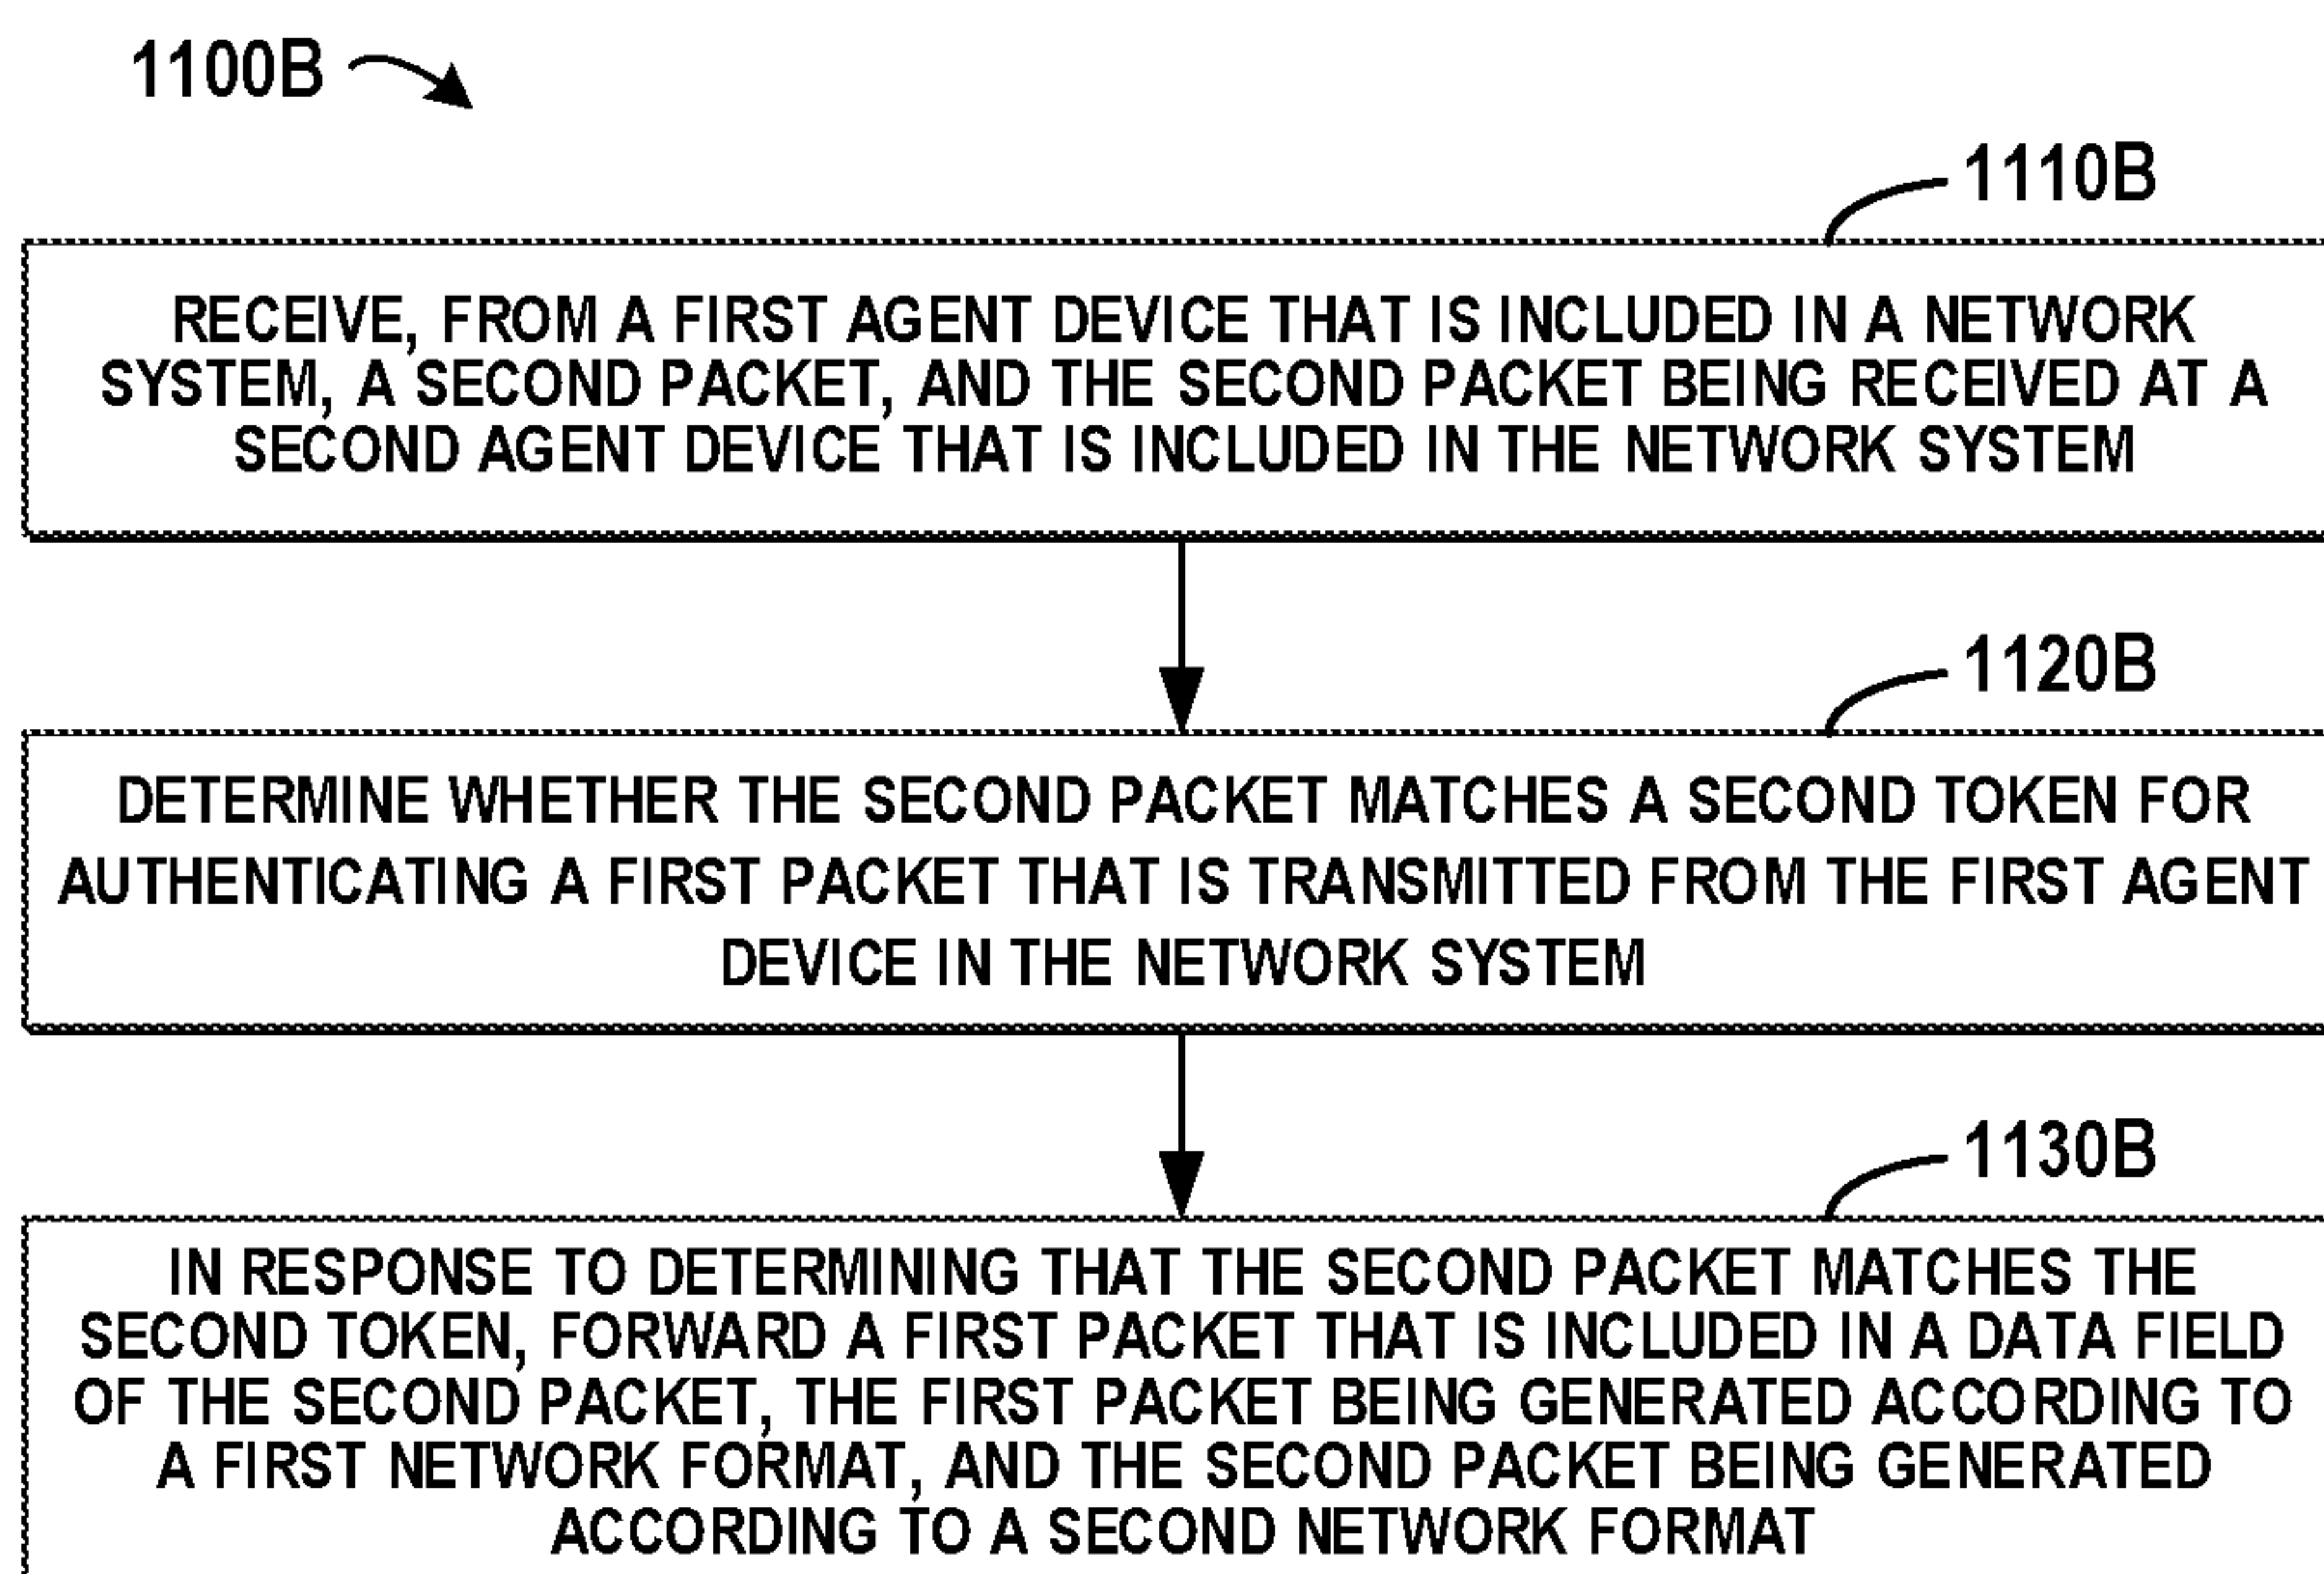 1100B
1110B
RECEIVE, FROM A FIRST AGENT DEVICE THAT IS INCLUDED IN A NETWORK
SYSTEM, A SECOND PACKET, AND THE SECOND PACKET BEING RECEIVED AT A
SECOND AGENT DEVICE THAT IS INCLUDED IN THE NETWORK SYSTEM
1120B
DETERMINE WHETHER THE SECOND PACKET MATCHES A SECOND TOKEN FOR
AUTHENTICATING A FIRST PACKET THAT IS TRANSMITTED FROM THE FIRST AGENT
DEVICE IN THE NETWORK SYSTEM
1130B
IN RESPONSE TO DETERMINING THAT THE SECOND PACKET MATCHES THE
SECOND TOKEN, FORWARD A FIRST PACKET THAT IS INCLUDED IN A DATA FIELD
OF THE SECOND PACKET, THE FIRST PACKET BEING GENERATED ACCORDING TO
A FIRST NETWORK FORMAT, AND THE SECOND PACKET BEING GENERATED
ACCORDING TO A SECOND NETWORK FORMAT